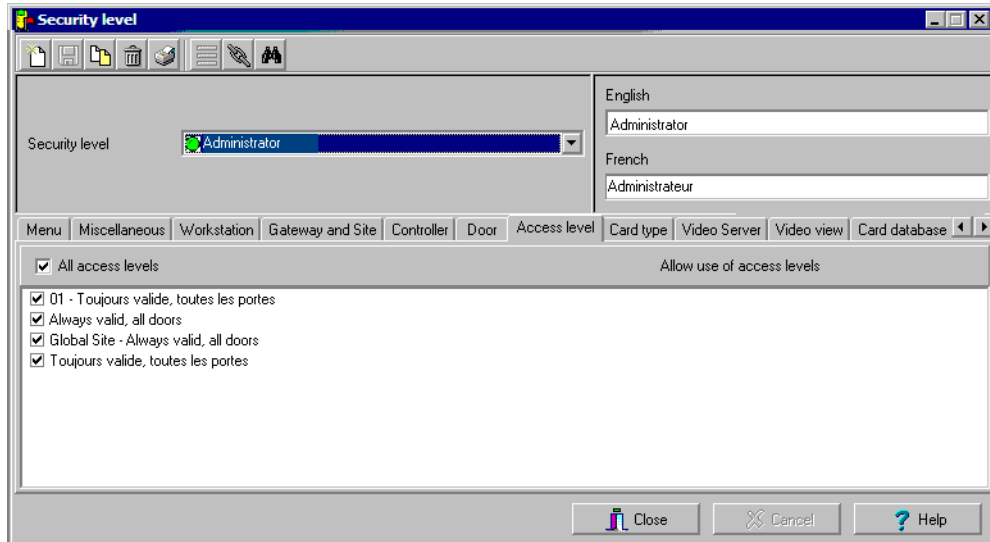 Security level
English
Administrator
Security level
Administrator
French
Administrateur
Menu Miscellaneous Workstation Gateway and Site Controller Door Access level Card type Video Server Video view Card database
All access levels
Allow use of access levels
01 - Toujours valide, toutes les portes
Always valid, all doors
Global Site - Always valid, all doors
Toujours valide, toutes les portes
Close Cancel ? Help